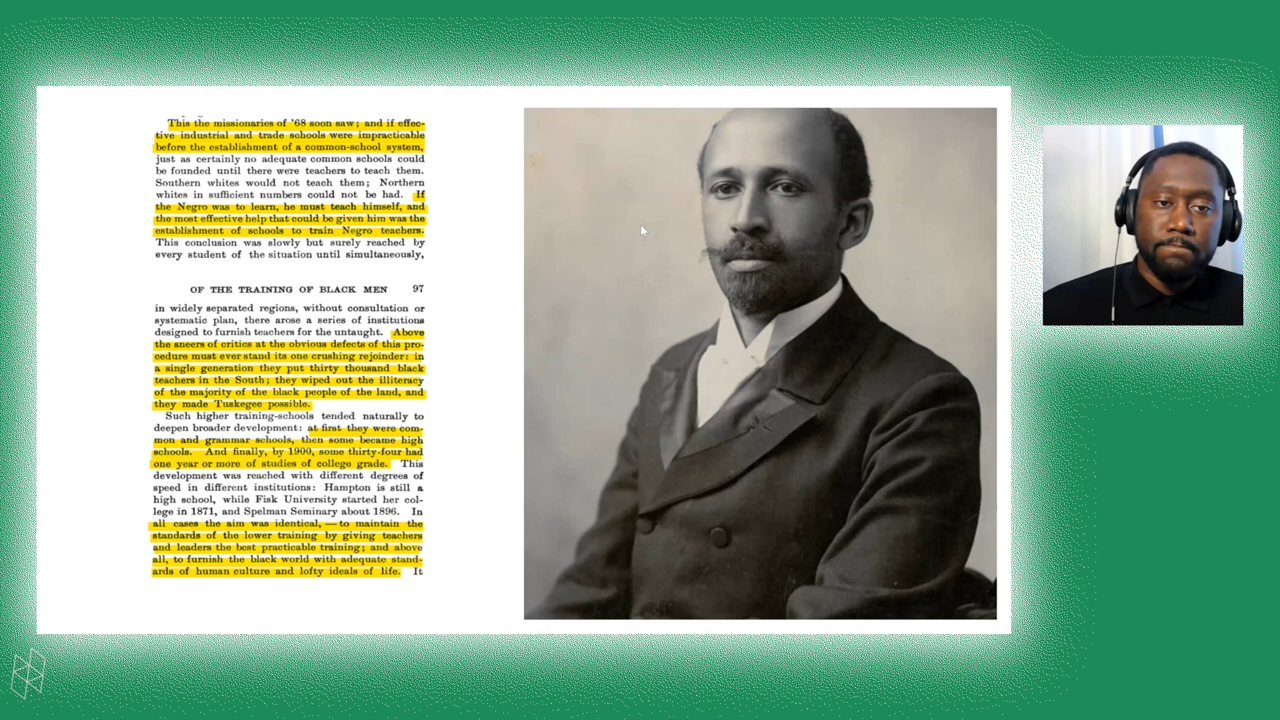 This the missionaries of '68 soon saw; and if effec-
tive industrial and trade schools were impracticable
before the establishment of a common-school system,
just as certainly no adequate common schools could
be founded until there were teachers to teach them.
Southern whites would not teach them; Northern
whites in sufficient numbers could not be had. If
the Negro was to learn, he must teach himself, and
the most effective help that could be given him was the
establishment of schools to train Negro teachers.
This conclusion was slowly but surely reached by
every student of the situation until simultaneously,
OF THE TRAINING OF BLACK MEN 97
in widely separated regions, without consultation or
systematic plan, there arose a series of institutions
designed to furnish teachers for the untaught. Above
the sneers of critics at the obvious defects of this pro-
cedure must ever stand its one crushing rejoinder: in
a single generation they put thirty thousand black
teachers in the South; they wiped out the illiteracy
of the majority of the black people of the land, and
they made Tuskegee possible.
Such higher training-schools tended naturally to
deepen broader development: at first they were com-
mon and grammar schools, then some became high
schools. And finally, by 1900, some thirty-four had
one year or more of studies of college grade. This
development was reached with different degrees of
speed in different institutions: Hampton is still a
high school, while Fisk University started her col-
lege in 1871, and Spelman Seminary about 1896. In
all cases the aim was identical, — to maintain the
standards of the lower training by giving teachers
and leaders the best practicable training; and above
all, to furnish the black world with adequate stand-
ards of human culture and lofty ideals of life. It